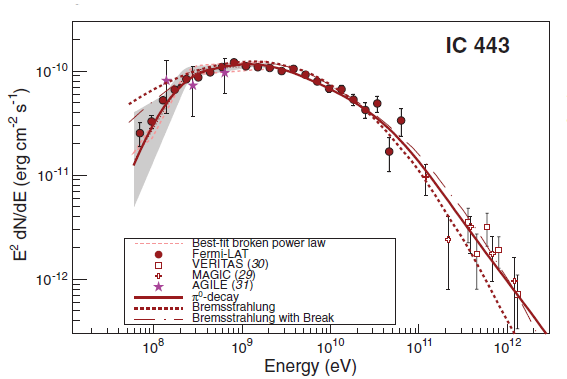 IC 443
E² dN/dE (erg cm⁻² s⁻¹)
10⁻¹⁰
10⁻¹¹
10⁻¹²
Best-fit broken power law
Fermi-LAT
VERITAS (30)
MAGIC (29)
AGILE (31)
π⁰-decay
Bremsstrahlung
Bremsstrahlung with Break
10⁸ 10⁹ 10¹⁰ 10¹¹ 10¹²
Energy (eV)